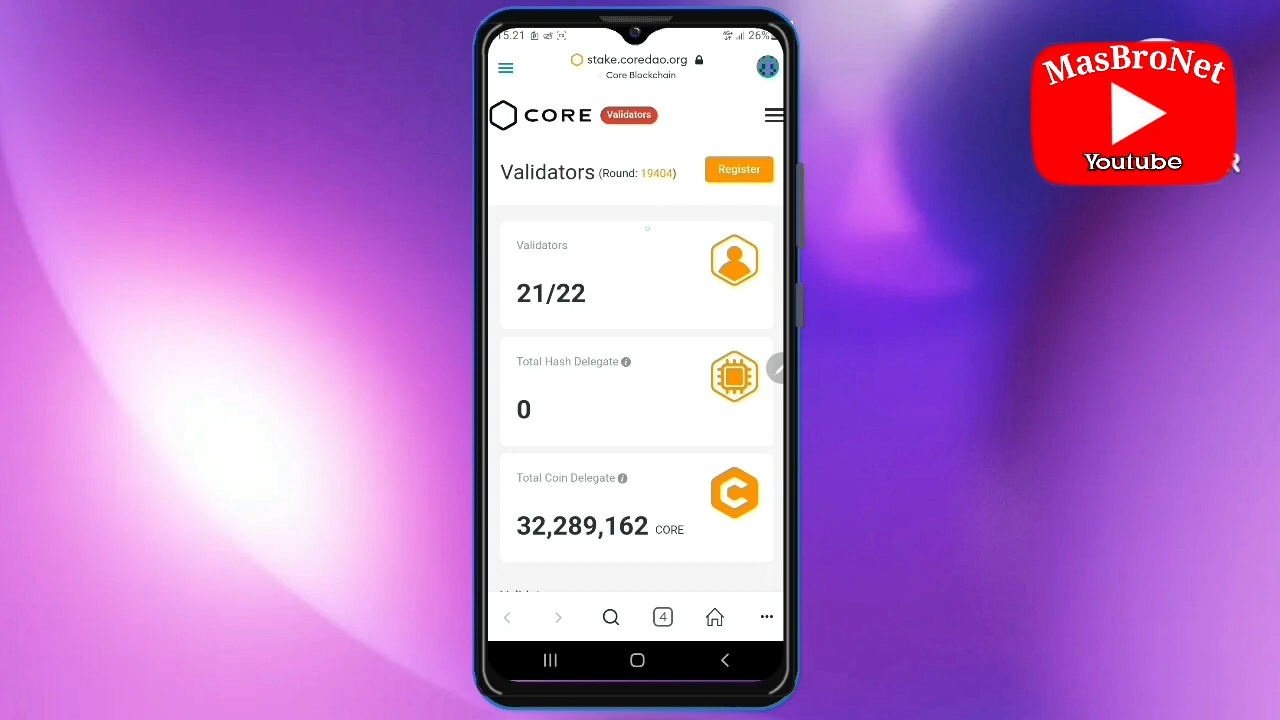 15.21
26%
stake.coredao.org
Core Blockchain
CORE Validators
Validators (Round: 19404)
Register
Validators
21/22
Total Hash Delegate
0
Total Coin Delegate
32,289,162 CORE
4
MasBroNet
Youtube
R